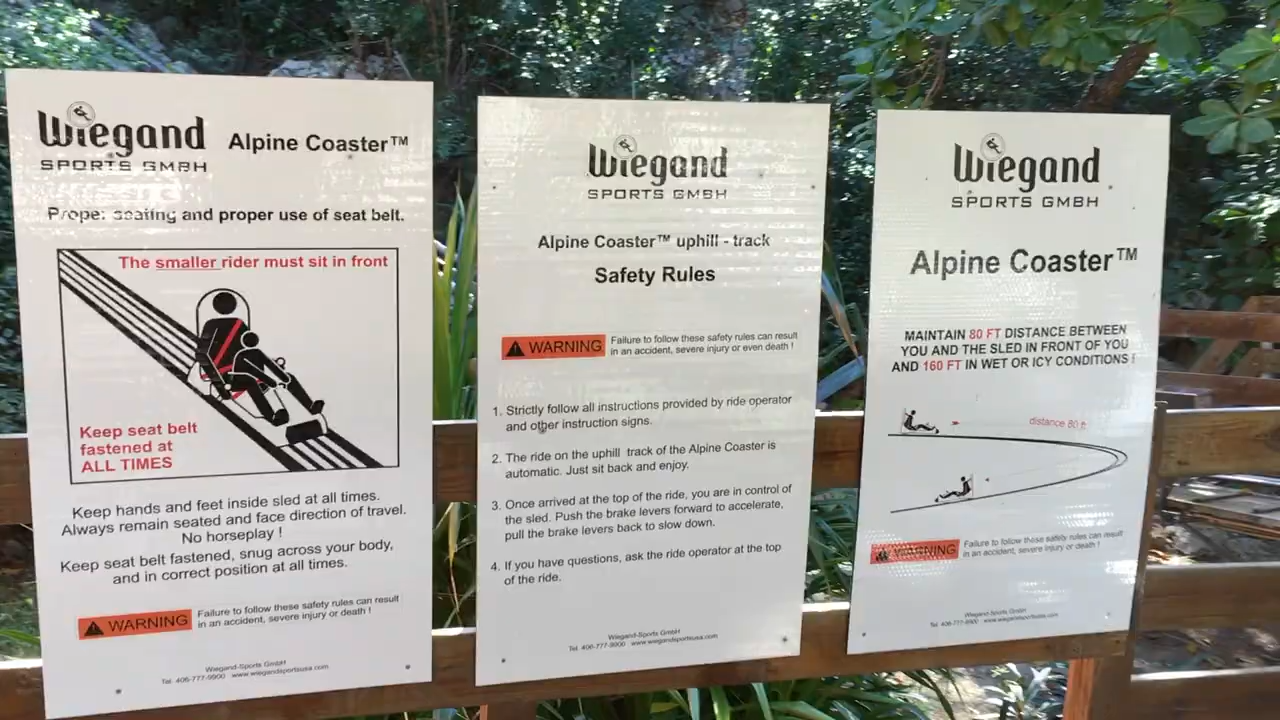 Wiegand
SPORTS GMBH
Alpine Coaster™
Proper seating and proper use of seat belt.
The smaller rider must sit in front
Keep seat belt
fastened at
ALL TIMES
Keep hands and feet inside sled at all times.
Always remain seated and face direction of travel.
No horseplay !
Keep seat belt fastened, snug across your body,
and in correct position at all times.
WARNING
Failure to follow these safety rules can result
in an accident, severe injury or death !
Wiegand-Sports GmbH
Tel. 406-777-9900 www.wiegandsportsusa.com
Wiegand
SPORTS GMBH
Alpine Coaster™ uphill - track
Safety Rules
WARNING
Failure to follow these safety rules can result
in an accident, severe injury or even death !
1. Strictly follow all instructions provided by ride operator
and other instruction signs.
2. The ride on the uphill track of the Alpine Coaster is
automatic. Just sit back and enjoy.
3. Once arrived at the top of the ride, you are in control of
the sled. Push the brake levers forward to accelerate,
pull the brake levers back to slow down.
4. If you have questions, ask the ride operator at the top
of the ride.
Wiegand-Sports GmbH
Tel. 406-777-9900 www.wiegandsportsusa.com
Wiegand
SPORTS GMBH
Alpine Coaster™
MAINTAIN 80 FT DISTANCE BETWEEN
YOU AND THE SLED IN FRONT OF YOU
AND 160 FT IN WET OR ICY CONDITIONS !
distance 80 ft
WARNING
Failure to follow these safety rules can result
in an accident, severe injury or death !
Wiegand-Sports GmbH
Tel. 406-777-9900 www.wiegandsportsusa.com